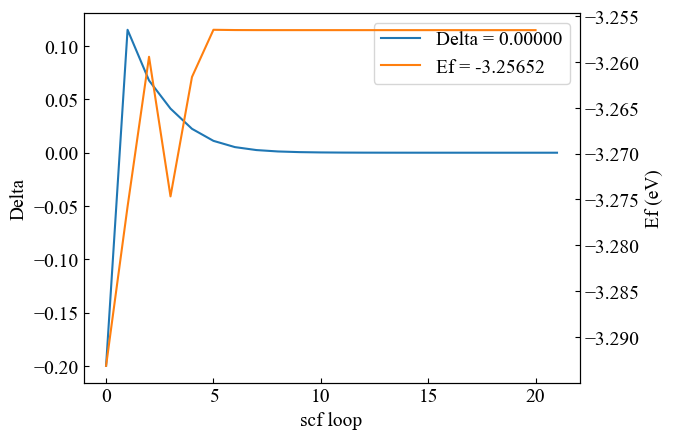 Delta = 0.00000
Ef = -3.25652
0.10
0.05
0.00
−0.05
−0.10
−0.15
−0.20
Delta
−3.255
−3.260
−3.265
−3.270
−3.275
−3.280
−3.285
−3.290
Ef (eV)
0 5 10 15 20
scf loop